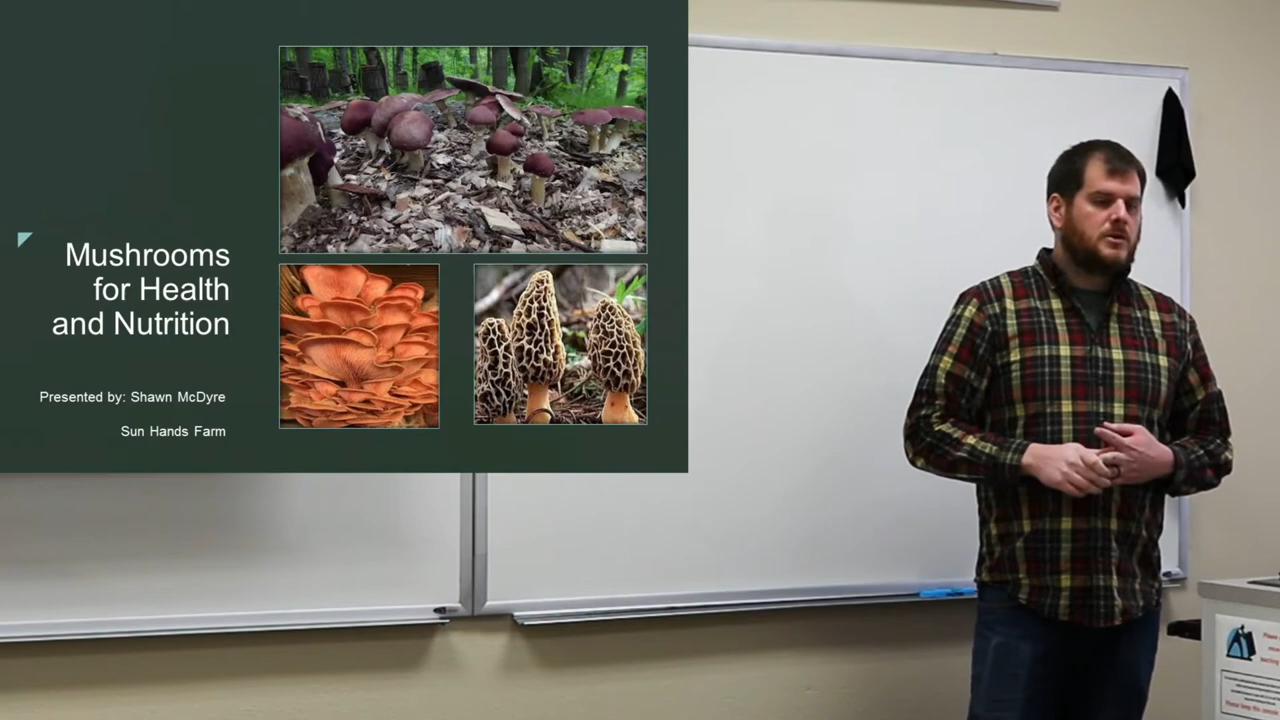 Mushrooms
for Health
and Nutrition
Presented by: Shawn McDyre
Sun Hands Farm